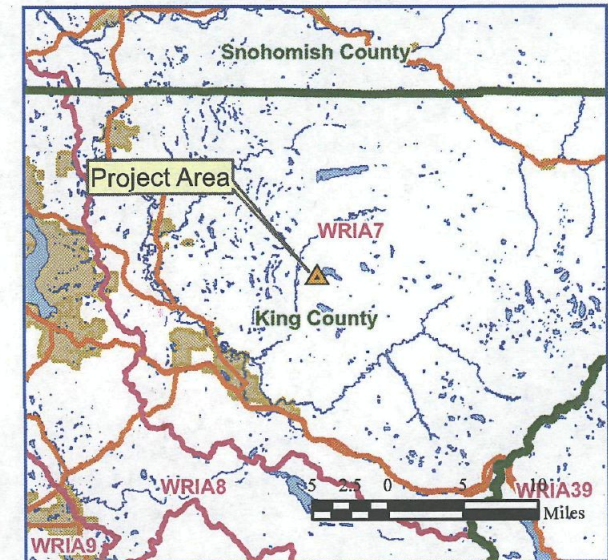 Snohomish County
Project Area
WRIA7
King County
WRIA8
5 2.5 0 5 10
WRIA39
Miles
WRIA9